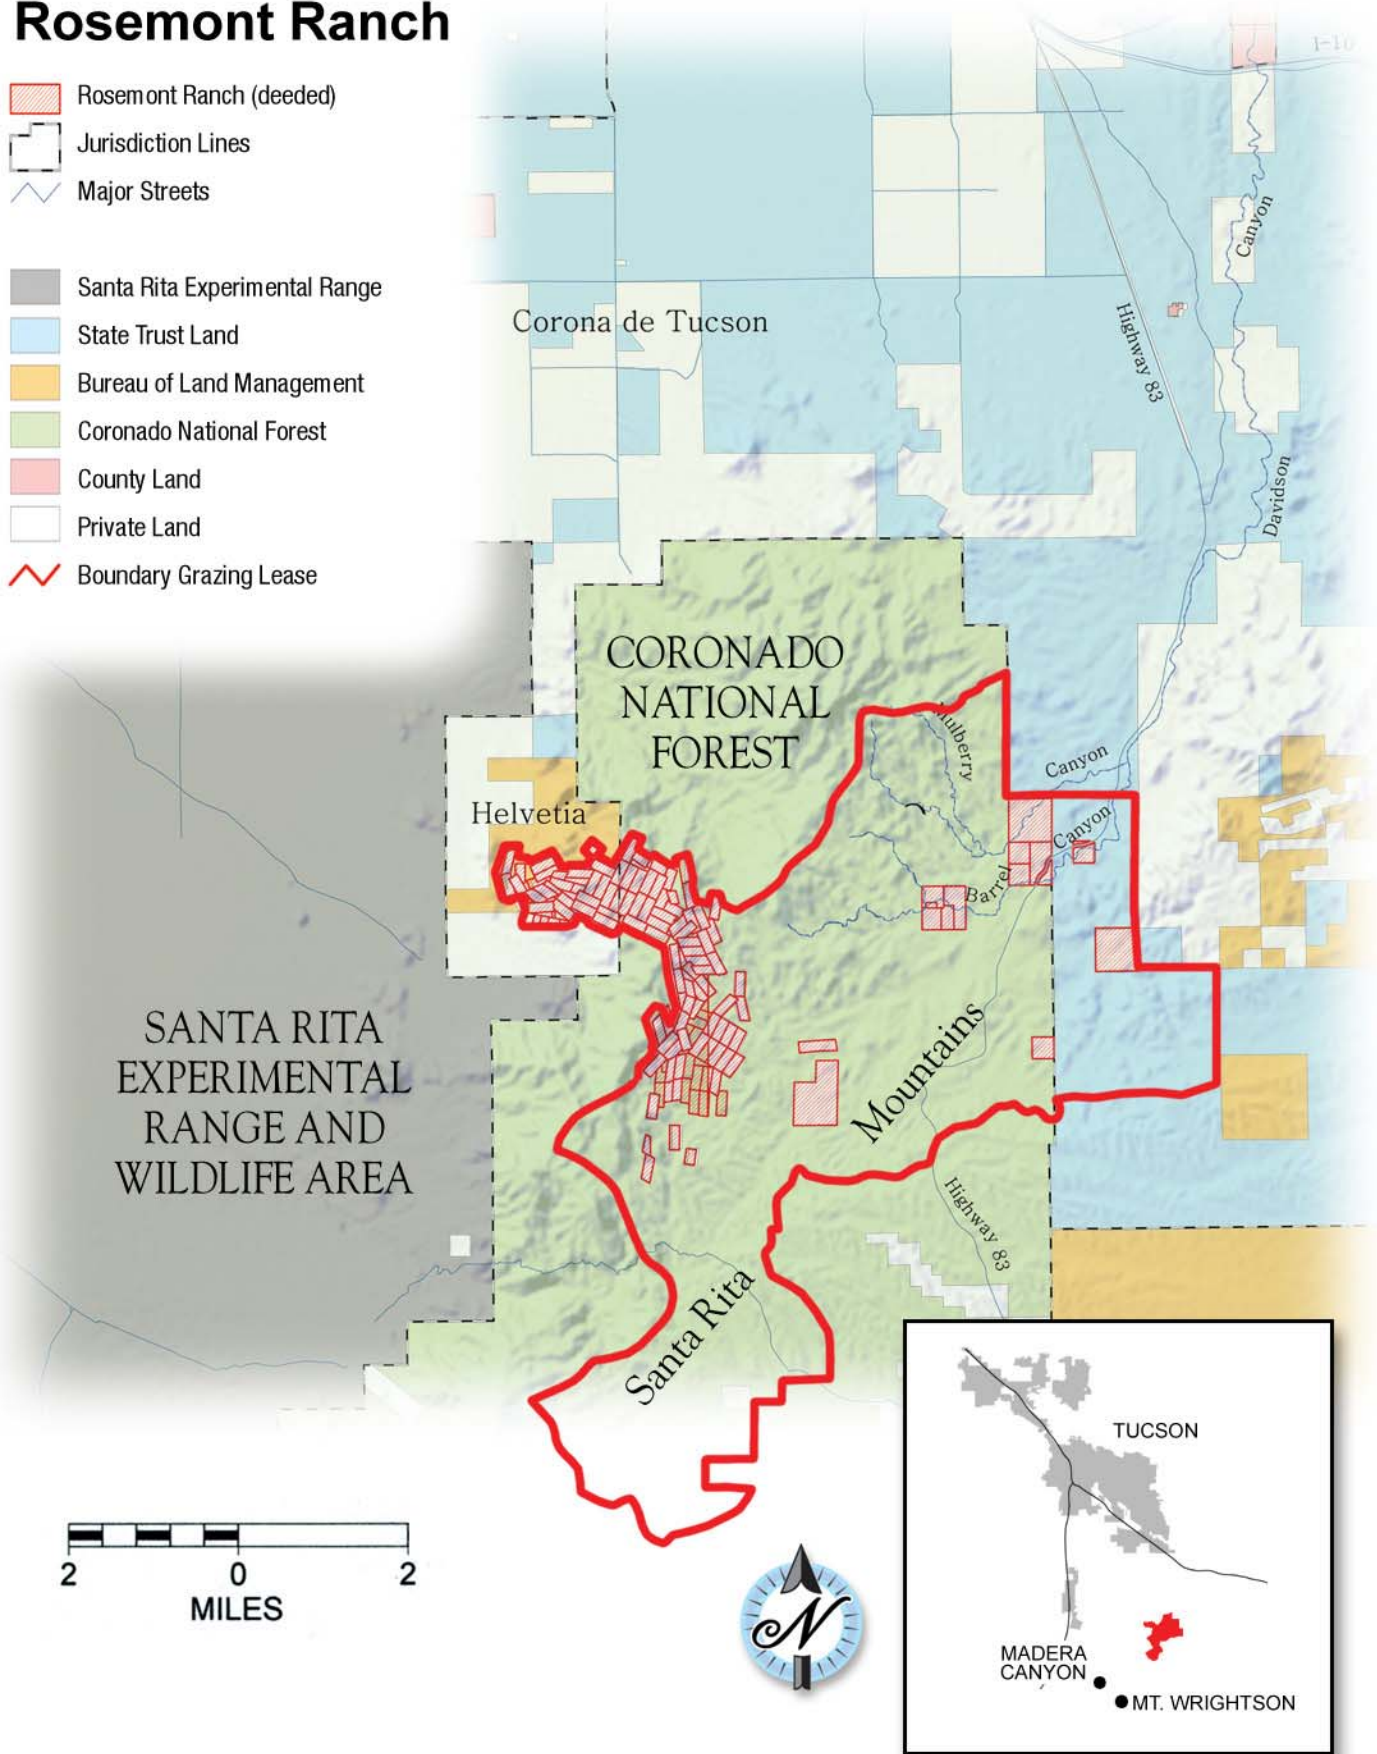 Rosemont Ranch
Rosemont Ranch (deeded)
Jurisdiction Lines
Major Streets
Santa Rita Experimental Range
State Trust Land
Bureau of Land Management
Coronado National Forest
County Land
Private Land
Boundary Grazing Lease
I-10
Canyon
Corona de Tucson
Highway 83
Davidson
CORONADO
NATIONAL
FOREST
Mulberry
Canyon
Helvetia
Canyon
Barrel
SANTA RITA
EXPERIMENTAL
RANGE AND
WILDLIFE AREA
Mountains
Highway 83
Santa Rita
2 0 2
MILES
N
TUCSON
MADERA
CANYON
MT. WRIGHTSON